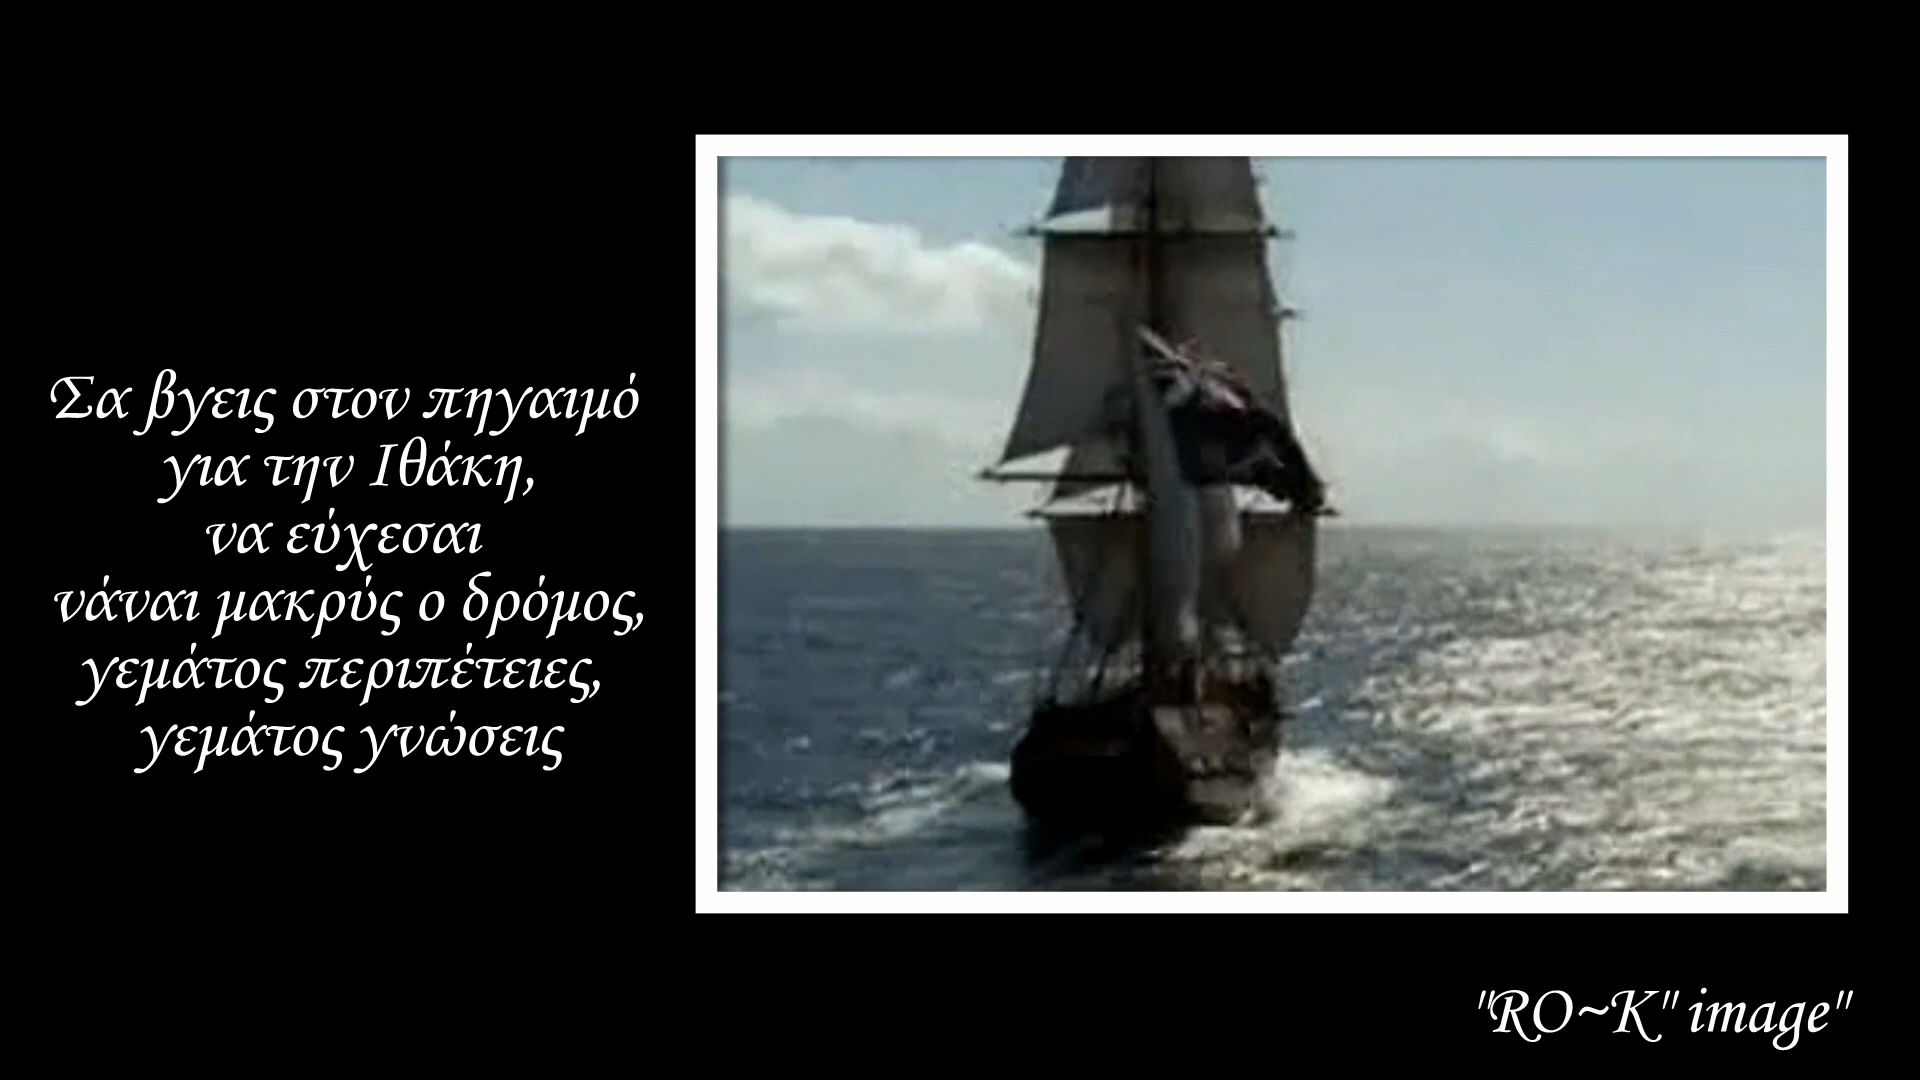 Σα βγεις στον πηγαιμό
για την Ιθάκη,
να εύχεσαι
νάναι μακρύς ο δρόμος,
γεμάτος περιπέτειες,
γεμάτος γνώσεις
"RO~K" image"